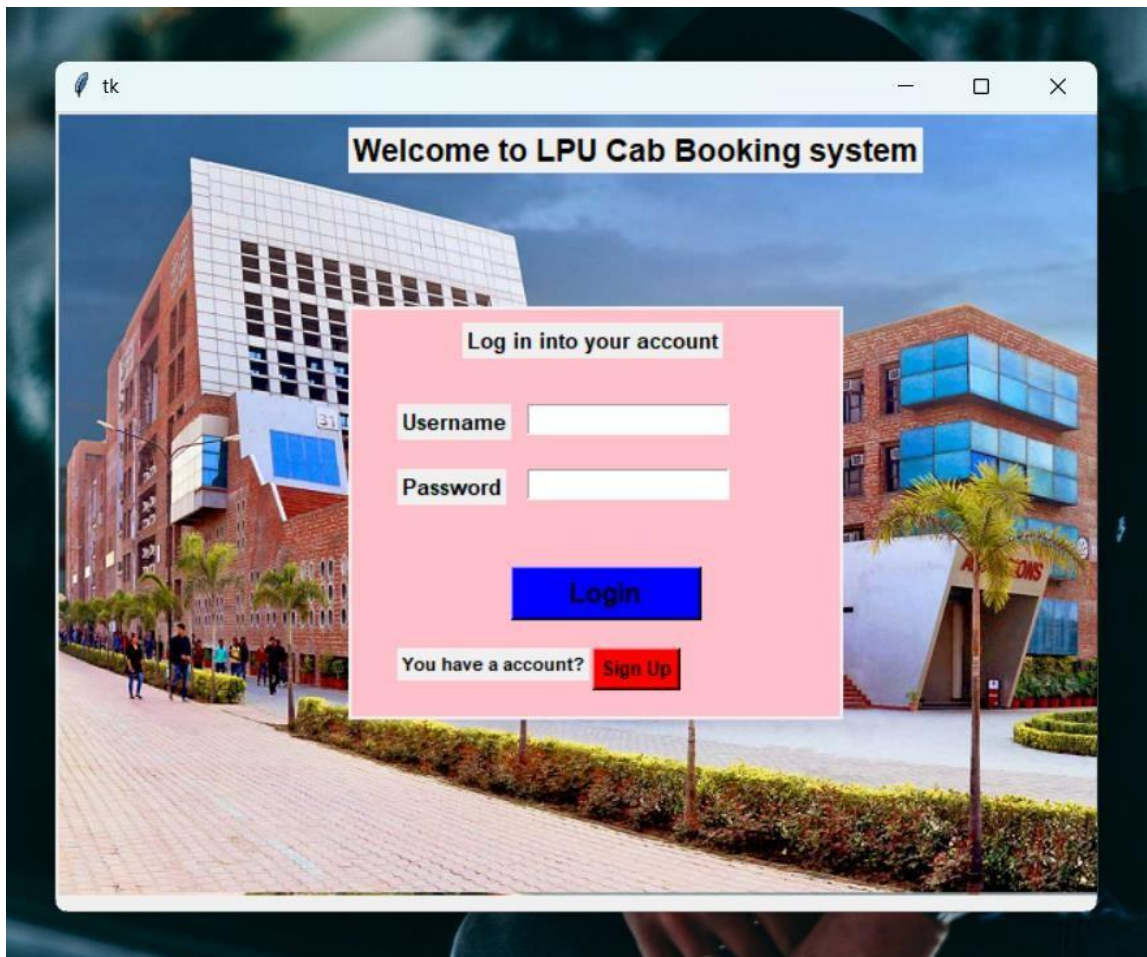 tk
Welcome to LPU Cab Booking system
Log in into your account
31
Username
Password
Login
You have a account? Sign Up